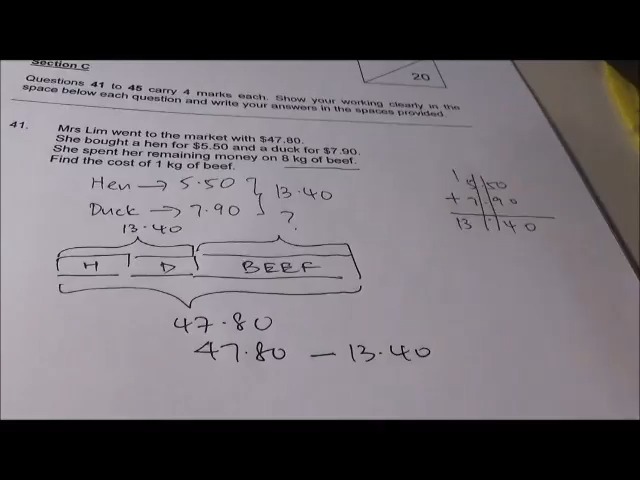 Section C
20
Questions 41 to 45 carry 4 marks each. Show your working clearly in the
space below each question and write your answers in the spaces provided
41. Mrs Lim went to the market with $47.80.
She bought a hen for $5.50 and a duck for $7.90.
She spent her remaining money on 8 kg of beef.
Find the cost of 1 kg of beef.
Hen → 5.50
Duck → 7.90
13.40
1
5.50
+ 7.90
13.40
13.40
?
H D BEEF
47.80
47.80 - 13.40